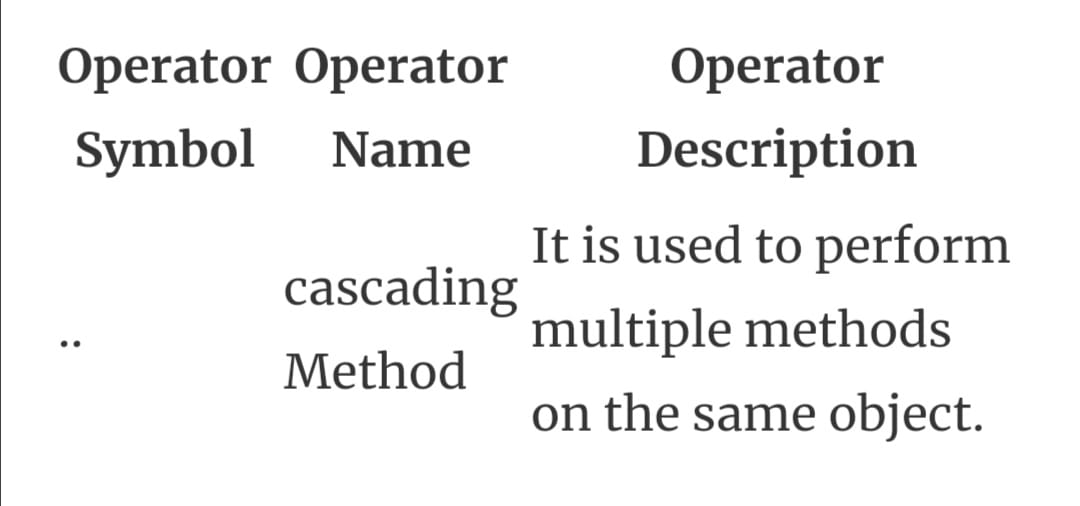 Operator Operator Operator
Symbol Name Description
It is used to perform
cascading
multiple methods
..
Method
on the same object.